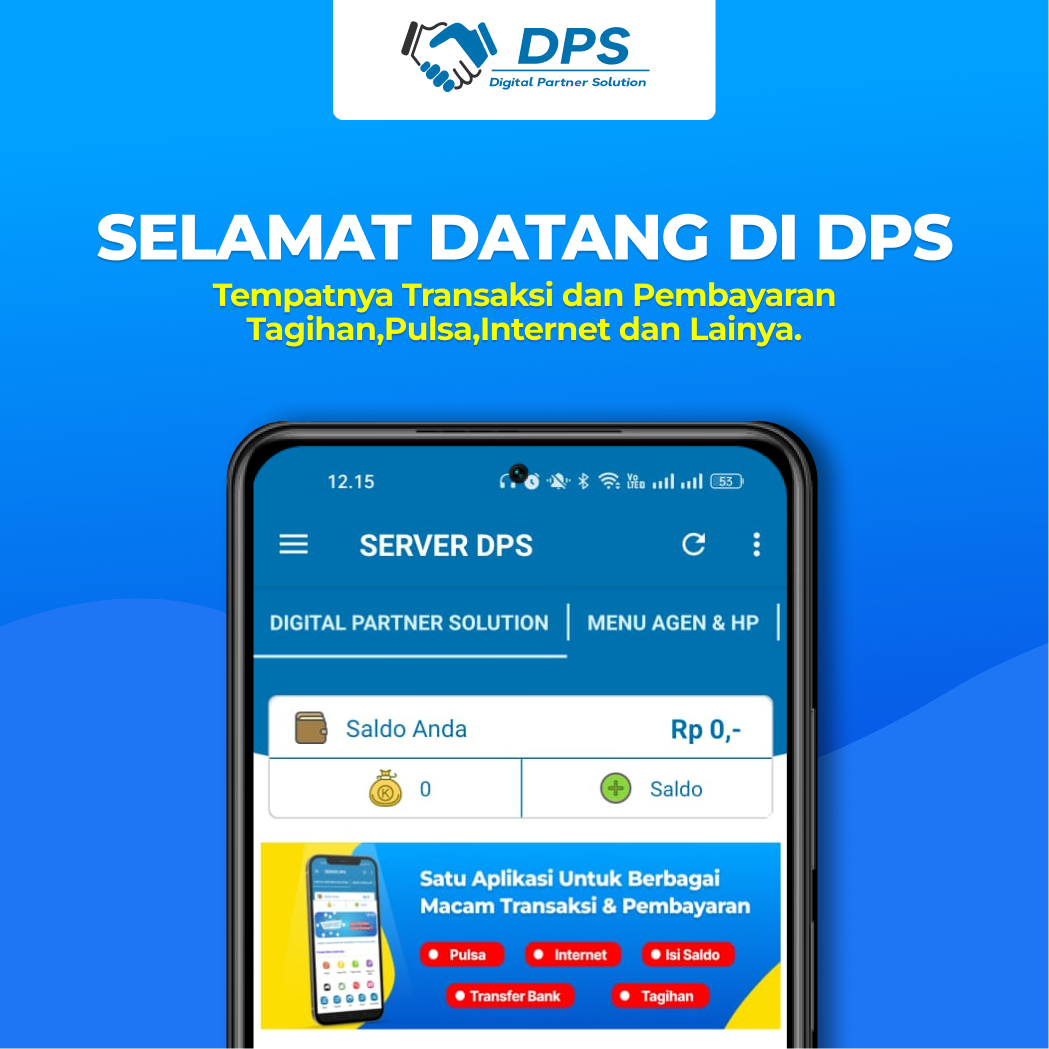 DPS
Digital Partner Solution
SELAMAT DATANG DI DPS
Tempatnya Transaksi dan Pembayaran
Tagihan,Pulsa,Internet dan Lainya.
12.15
53
SERVER DPS
DIGITAL PARTNER SOLUTION
MENU AGEN & HP
Saldo Anda
Rp 0,-
K
0
Saldo
Satu Aplikasi Untuk Berbagai
Macam Transaksi & Pembayaran
Pulsa
Internet
Isi Saldo
Transfer Bank
Tagihan